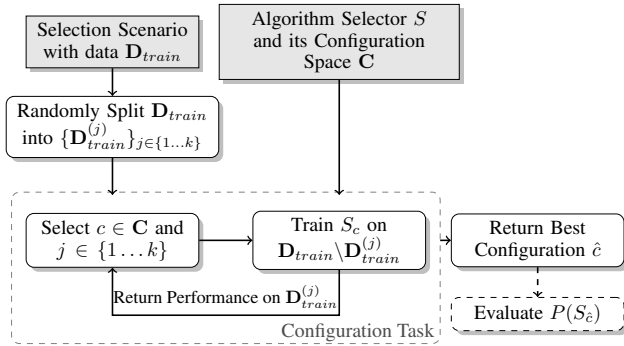 Selection Scenario
with data D_train
Algorithm Selector S
and its Configuration
Space C
Randomly Split D_train
into {D_train^(j)}_{j∈{1...k}}
Select c ∈ C and
j ∈ {1...k}
Train S_c on
D_train\D_train^(j)
Return Best
Configuration ĉ
Return Performance on D_train^(j)
Evaluate P(S_ĉ)
Configuration Task